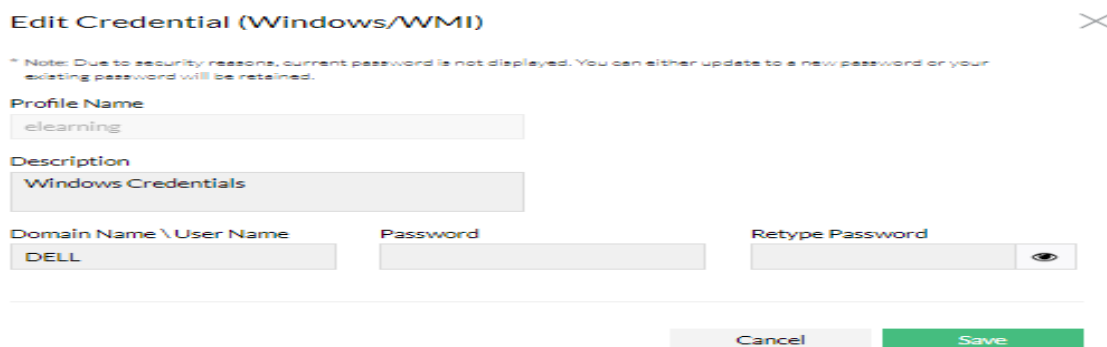 Edit Credential (Windows/WMI)
* Note: Due to security reasons, current password is not displayed. You can either update to a new password or your
existing password will be retained.
Profile Name
elearning
Description
Windows Credentials
Domain Name \ User Name
Password
Retype Password
DELL
Cancel
Save